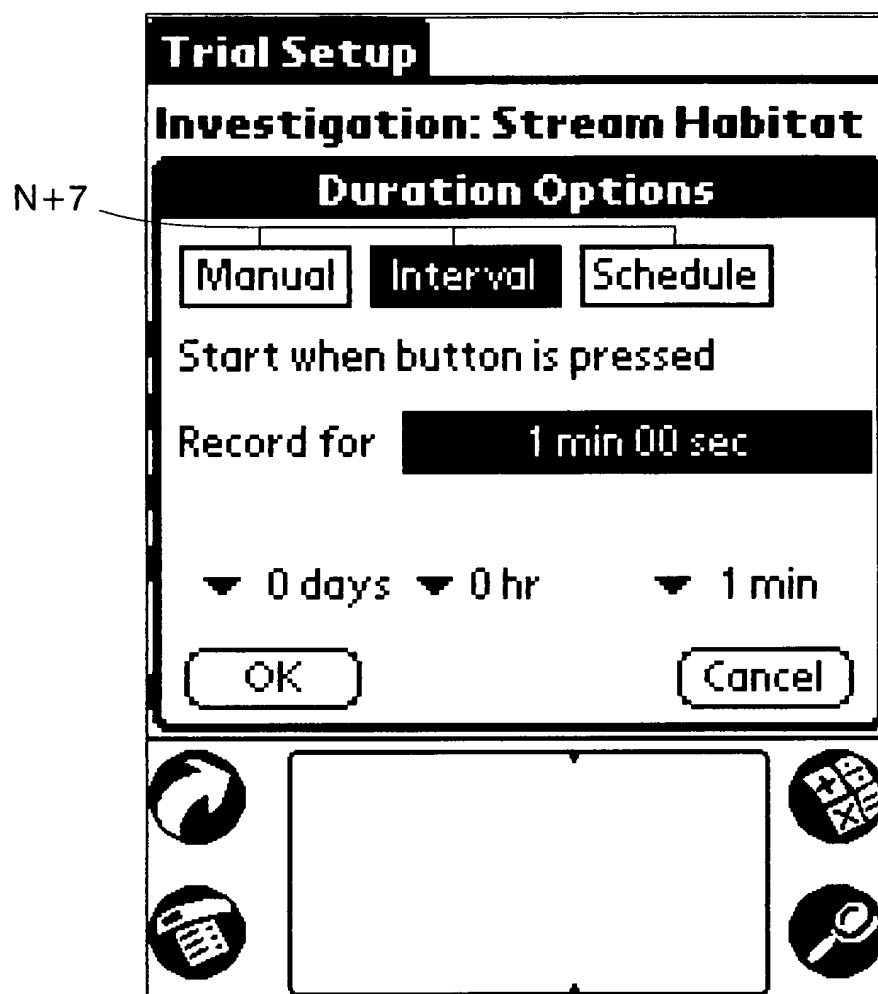 Trial Setup
Investigation: Stream Habitat
Duration Options
N+7
Manual Interval Schedule
Start when button is pressed
Record for 1 min 00 sec
0 days 0 hr 1 min
OK Cancel